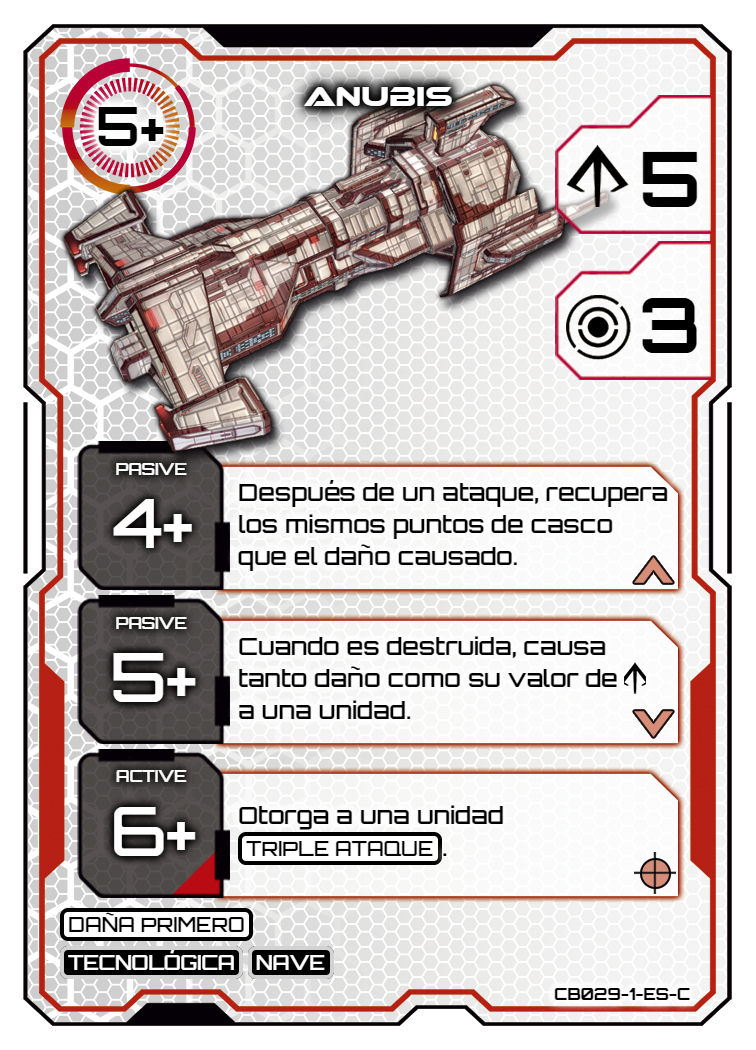 ANUBIS
5+
5
3
PASIVE
4+
Después de un ataque, recupera
los mismos puntos de casco
que el daño causado.
PASIVE
5+
Cuando es destruida, causa
tanto daño como su valor de
a una unidad.
ACTIVE
6+
Otorga a una unidad
TRIPLE ATAQUE.
DAÑA PRIMERO
TECNOLÓGICA NAVE
CB029-1-ES-C